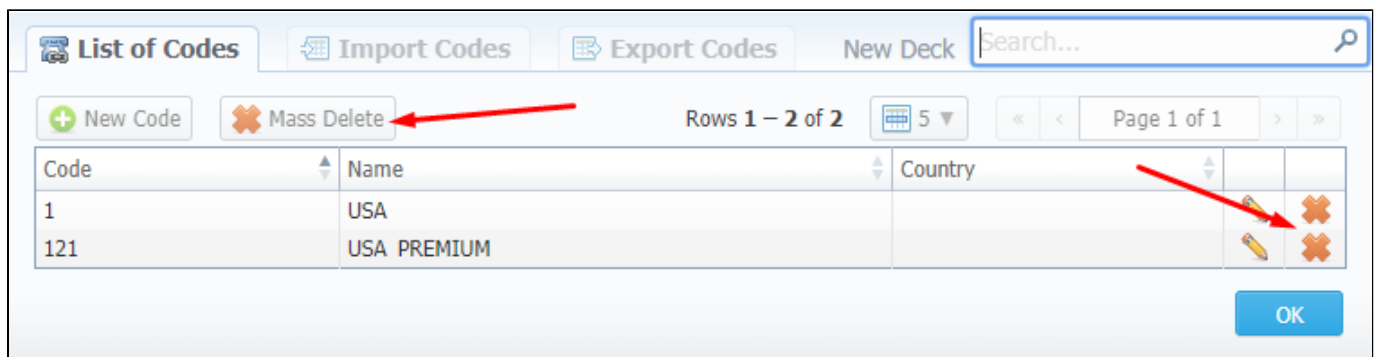 List of Codes Import Codes Export Codes New Deck Search...
New Code Mass Delete Rows 1 – 2 of 2 5 ▼ « < Page 1 of 1 > »
Code Name Country
1 USA
121 USA PREMIUM
OK